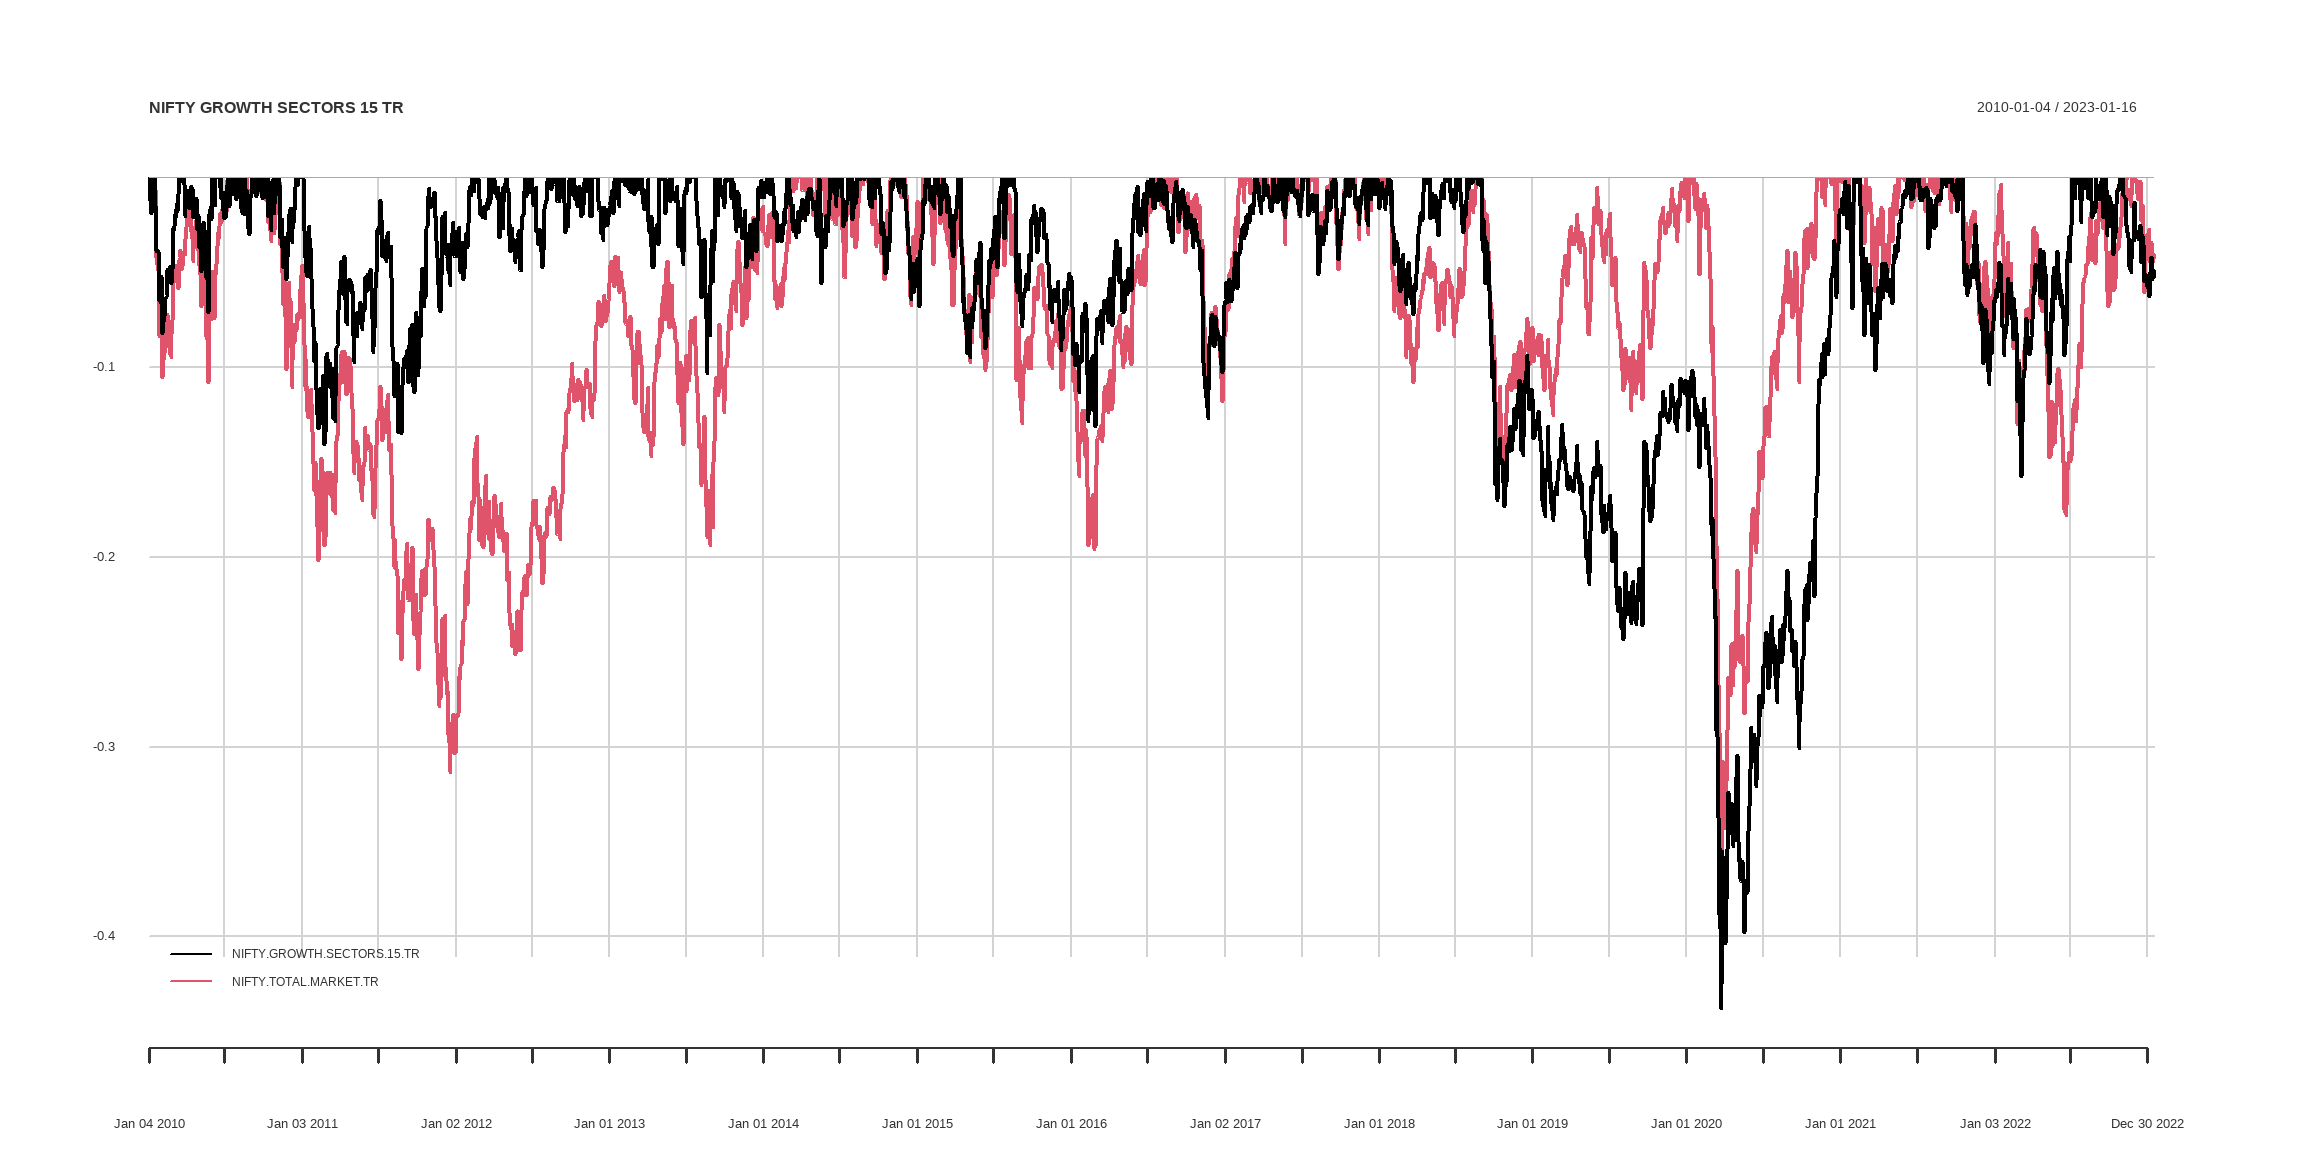 NIFTY GROWTH SECTORS 15 TR
2010-01-04 / 2023-01-16
-0.1
-0.2
-0.3
-0.4
NIFTY.GROWTH.SECTORS.15.TR
NIFTY.TOTAL.MARKET.TR
Jan 04 2010 Jan 03 2011 Jan 02 2012 Jan 01 2013 Jan 01 2014 Jan 01 2015 Jan 01 2016 Jan 02 2017 Jan 01 2018 Jan 01 2019 Jan 01 2020 Jan 01 2021 Jan 03 2022 Dec 30 2022